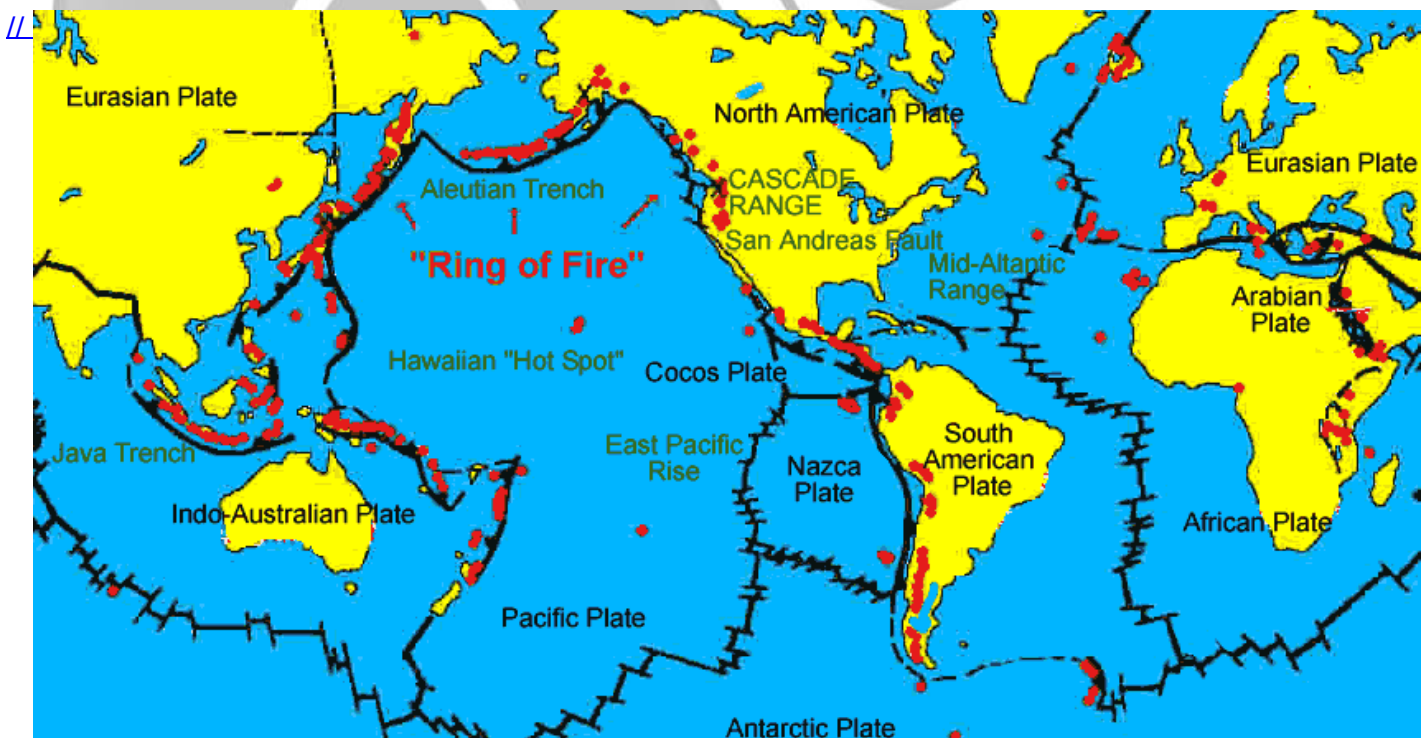 //
Eurasian Plate
North American Plate
Eurasian Plate
Aleutian Trench
CASCADE
RANGE
San Andreas Fault
"Ring of Fire"
Mid-Altantic
Range
Arabian
Plate
Hawaiian "Hot Spot"
Cocos Plate
Java Trench
East Pacific
Rise
Nazca
Plate
South
American
Plate
Indo-Australian Plate
African Plate
Pacific Plate
Antarctic Plate